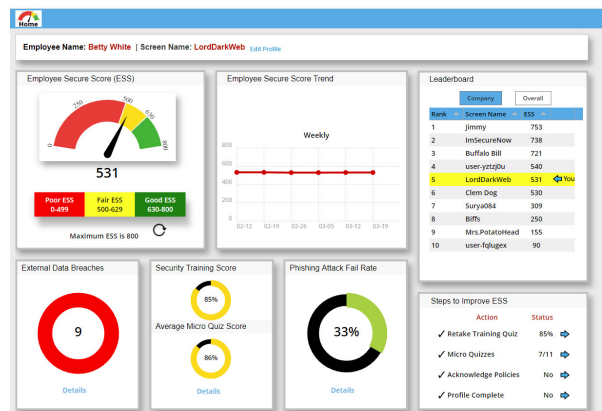 Home
Employee Name: Betty White | Screen Name: LordDarkWeb Edit Profile
Employee Secure Score (ESS)
0
250
500
630
800
531
Poor ESS Fair ESS Good ESS
0-499 500-629 630-800
Maximum ESS is 800
Employee Secure Score Trend
Weekly
800
600
400
200
0
02-12 02-19 02-26 03-05 03-12 03-19
Leaderboard
Company Overall
Rank Screen Name ESS
1 Jimmy 753
2 ImSecureNow 738
3 Buffalo Bill 721
4 user-yztzj0u 540
5 LordDarkWeb 531 You
6 Clem Dog 530
7 Surya084 309
8 Biffs 250
9 Mrs.PotatoHead 155
10 user-fqlugex 90
External Data Breaches
9
Details
Security Training Score
85%
Average Micro Quiz Score
86%
Details
Phishing Attack Fail Rate
33%
Details
Steps to Improve ESS
Action Status
✓ Retake Training Quiz 85%
✓ Micro Quizzes 7/11
✓ Acknowledge Policies No
✓ Profile Complete No